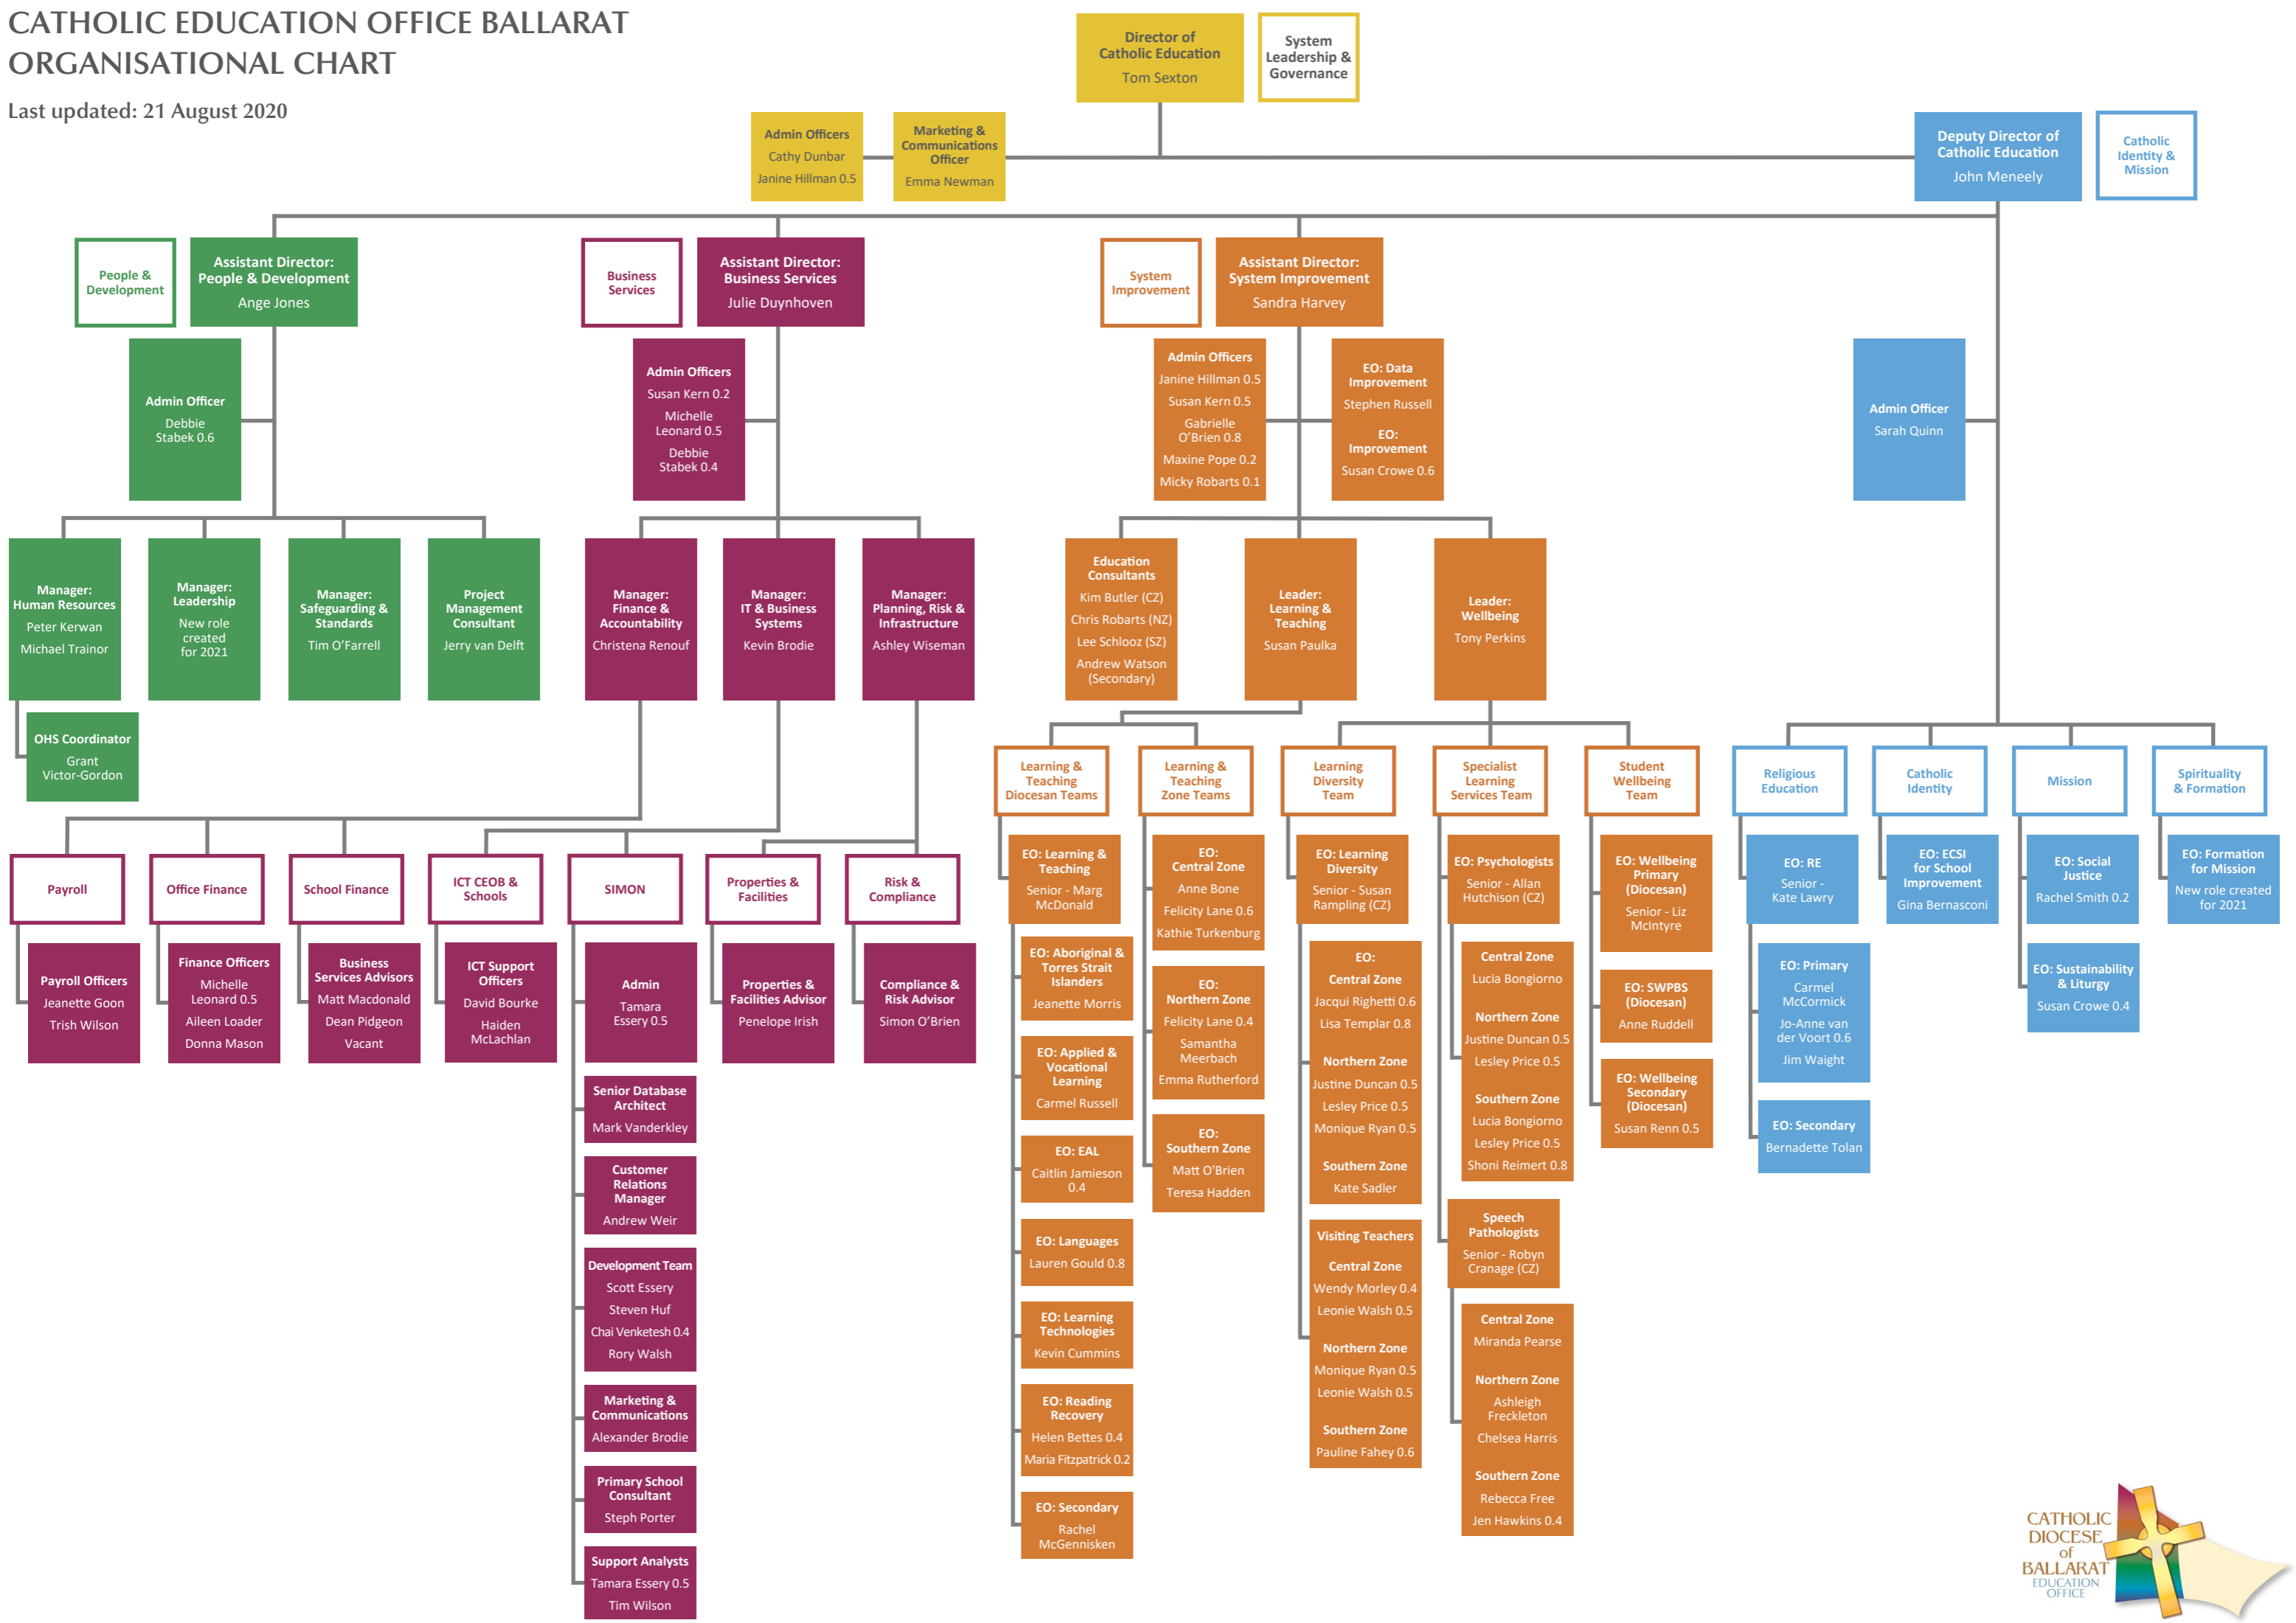 CATHOLIC EDUCATION OFFICE BALLARAT
ORGANISATIONAL CHART
Last updated: 21 August 2020
Director of
Catholic Education
Tom Sexton
System
Leadership &
Governance
Admin Officers
Cathy Dunbar
Janine Hillman 0.5
Marketing &
Communications
Officer
Emma Newman
Deputy Director of
Catholic Education
John Meneely
Catholic
Identity &
Mission
People &
Development
Assistant Director:
People & Development
Ange Jones
Business
Services
Assistant Director:
Business Services
Julie Duynhoven
System
Improvement
Assistant Director:
System Improvement
Sandra Harvey
Admin Officer
Debbie
Stabek 0.6
Admin Officers
Susan Kern 0.2
Michelle
Leonard 0.5
Debbie
Stabek 0.4
Admin Officers
Janine Hillman 0.5
Susan Kern 0.5
Gabrielle
O'Brien 0.8
Maxine Pope 0.2
Micky Robarts 0.1
EO: Data
Improvement
Stephen Russell
EO:
Improvement
Susan Crowe 0.6
Admin Officer
Sarah Quinn
Manager:
Human Resources
Peter Kerwan
Michael Trainor
Manager:
Leadership
New role
created
for 2021
Manager:
Safeguarding &
Standards
Tim O'Farrell
Project
Management
Consultant
Jerry van Delft
Manager:
Finance &
Accountability
Christena Renouf
Manager:
IT & Business
Systems
Kevin Brodie
Manager:
Planning, Risk &
Infrastructure
Ashley Wiseman
Education
Consultants
Kim Butler (CZ)
Chris Robarts (NZ)
Lee Schlooz (SZ)
Andrew Watson
(Secondary)
Leader:
Learning &
Teaching
Susan Paulka
Leader:
Wellbeing
Tony Perkins
OHS Coordinator
Grant
Victor-Gordon
Learning &
Teaching
Diocesan Teams
Learning &
Teaching
Zone Teams
Learning
Diversity
Team
Specialist
Learning
Services Team
Student
Wellbeing
Team
Religious
Education
Catholic
Identity
Mission
Spirituality
& Formation
Payroll
Office Finance
School Finance
ICT CEOB &
Schools
SIMON
Properties &
Facilities
Risk &
Compliance
Payroll Officers
Jeanette Goon
Trish Wilson
Finance Officers
Michelle
Leonard 0.5
Aileen Loader
Donna Mason
Business
Services Advisors
Matt Macdonald
Dean Pidgeon
Vacant
ICT Support
Officers
David Bourke
Haiden
McLachlan
Admin
Tamara
Essery 0.5
Senior Database
Architect
Mark Vanderkley
Customer
Relations
Manager
Andrew Weir
Development Team
Scott Essery
Steven Huf
Chai Venketesh 0.4
Rory Walsh
Marketing &
Communications
Alexander Brodie
Primary School
Consultant
Steph Porter
Support Analysts
Tamara Essery 0.5
Tim Wilson
Properties &
Facilities Advisor
Penelope Irish
Compliance &
Risk Advisor
Simon O'Brien
EO: Learning &
Teaching
Senior - Marg
McDonald
EO: Aboriginal &
Torres Strait
Islanders
Jeanette Morris
EO: Applied &
Vocational
Learning
Carmel Russell
EO: EAL
Caitlin Jamieson
0.4
EO: Languages
Lauren Gould 0.8
EO: Learning
Technologies
Kevin Cummins
EO: Reading
Recovery
Helen Bettes 0.4
Maria Fitzpatrick 0.2
EO: Secondary
Rachel
McGennisken
EO:
Central Zone
Anne Bone
Felicity Lane 0.6
Kathie Turkenburg
EO:
Northern Zone
Felicity Lane 0.4
Samantha
Meerbach
Emma Rutherford
EO:
Southern Zone
Matt O'Brien
Teresa Hadden
EO: Learning
Diversity
Senior - Susan
Rampling (CZ)
EO:
Central Zone
Jacqui Righetti 0.6
Lisa Templar 0.8
Northern Zone
Justine Duncan 0.5
Lesley Price 0.5
Monique Ryan 0.5
Southern Zone
Kate Sadler
Visiting Teachers
Central Zone
Wendy Morley 0.4
Leonie Walsh 0.5
Northern Zone
Monique Ryan 0.5
Leonie Walsh 0.5
Southern Zone
Pauline Fahey 0.6
EO: Psychologists
Senior - Allan
Hutchison (CZ)
Central Zone
Lucia Bongiorno
Northern Zone
Justine Duncan 0.5
Lesley Price 0.5
Southern Zone
Lucia Bongiorno
Lesley Price 0.5
Shoni Reimert 0.8
Speech
Pathologists
Senior - Robyn
Cranage (CZ)
Central Zone
Miranda Pearse
Northern Zone
Ashleigh
Freckleton
Chelsea Harris
Southern Zone
Rebecca Free
Jen Hawkins 0.4
EO: Wellbeing
Primary
(Diocesan)
Senior - Liz
McIntyre
EO: SWPBS
(Diocesan)
Anne Ruddell
EO: Wellbeing
Secondary
(Diocesan)
Susan Renn 0.5
EO: RE
Senior -
Kate Lawry
EO: Primary
Carmel
McCormick
Jo-Anne van
der Voort 0.6
Jim Waight
EO: Secondary
Bernadette Tolan
EO: ECSI
for School
Improvement
Gina Bernasconi
EO: Social
Justice
Rachel Smith 0.2
EO: Sustainability
& Liturgy
Susan Crowe 0.4
EO: Formation
for Mission
New role created
for 2021
CATHOLIC
DIOCESE
of
BALLARAT
EDUCATION
OFFICE